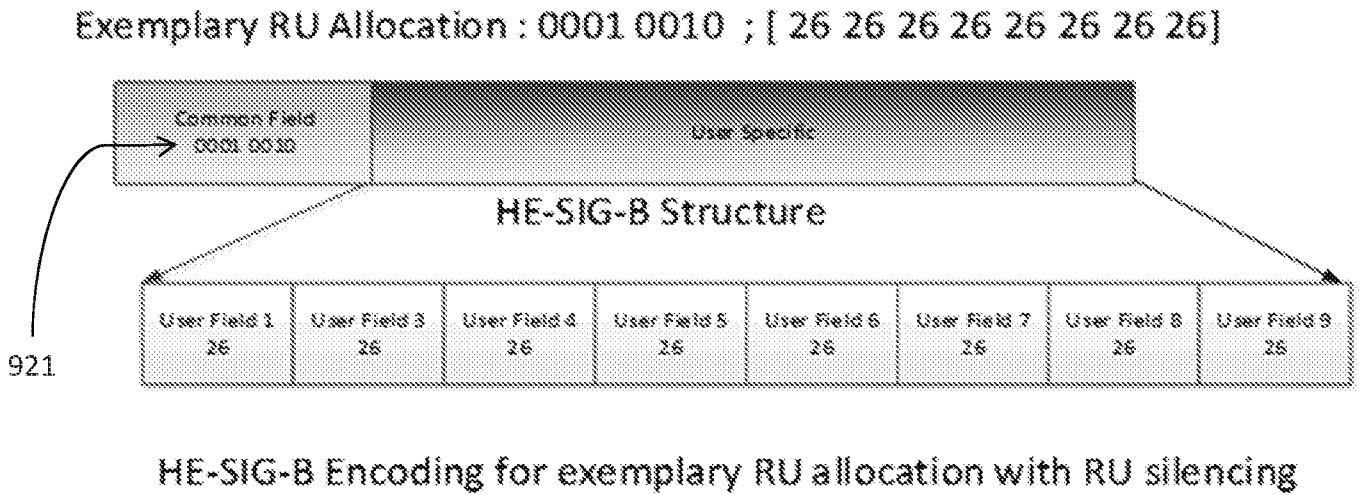 Exemplary RU Allocation : 0001 0010 ; [ 26 26 26 26 26 26 26 26]
Common Field
0001 0010
User Specific
HE-SIG-B Structure
User Field 1
26
User Field 3
26
User Field 4
26
User Field 5
26
User Field 6
26
User Field 7
26
User Field 8
26
User Field 9
26
921
HE-SIG-B Encoding for exemplary RU allocation with RU silencing